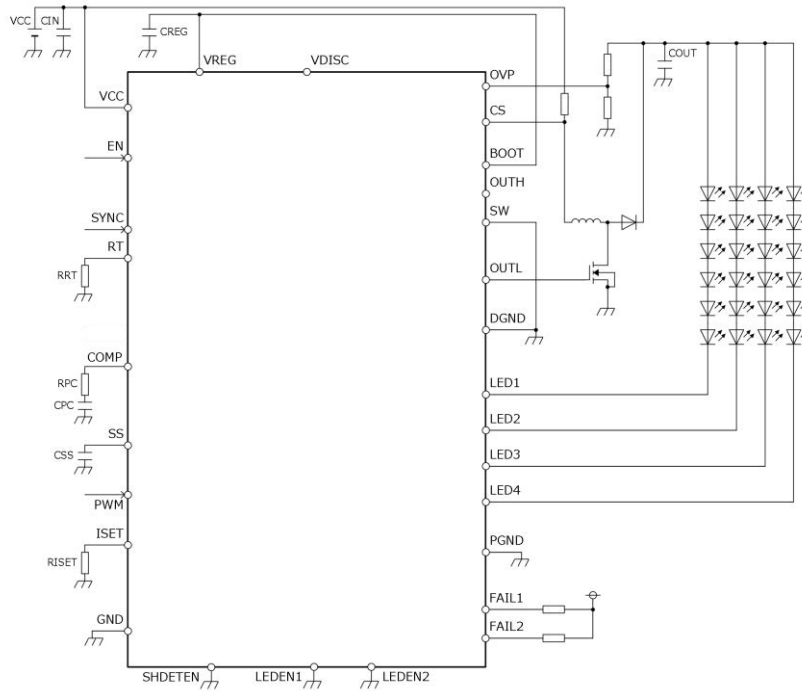 VCC CIN
CREG
COUT
VREG
VDISC
OVP
VCC
CS
EN
BOOT
OUTH
SYNC
SW
RT
RRT
OUTL
DGND
COMP
RPC
CPC
LED1
LED2
SS
CSS
LED3
LED4
PWM
ISET
RISET
PGND
FAIL1
GND
FAIL2
SHDETEN
LEDEN1
LEDEN2